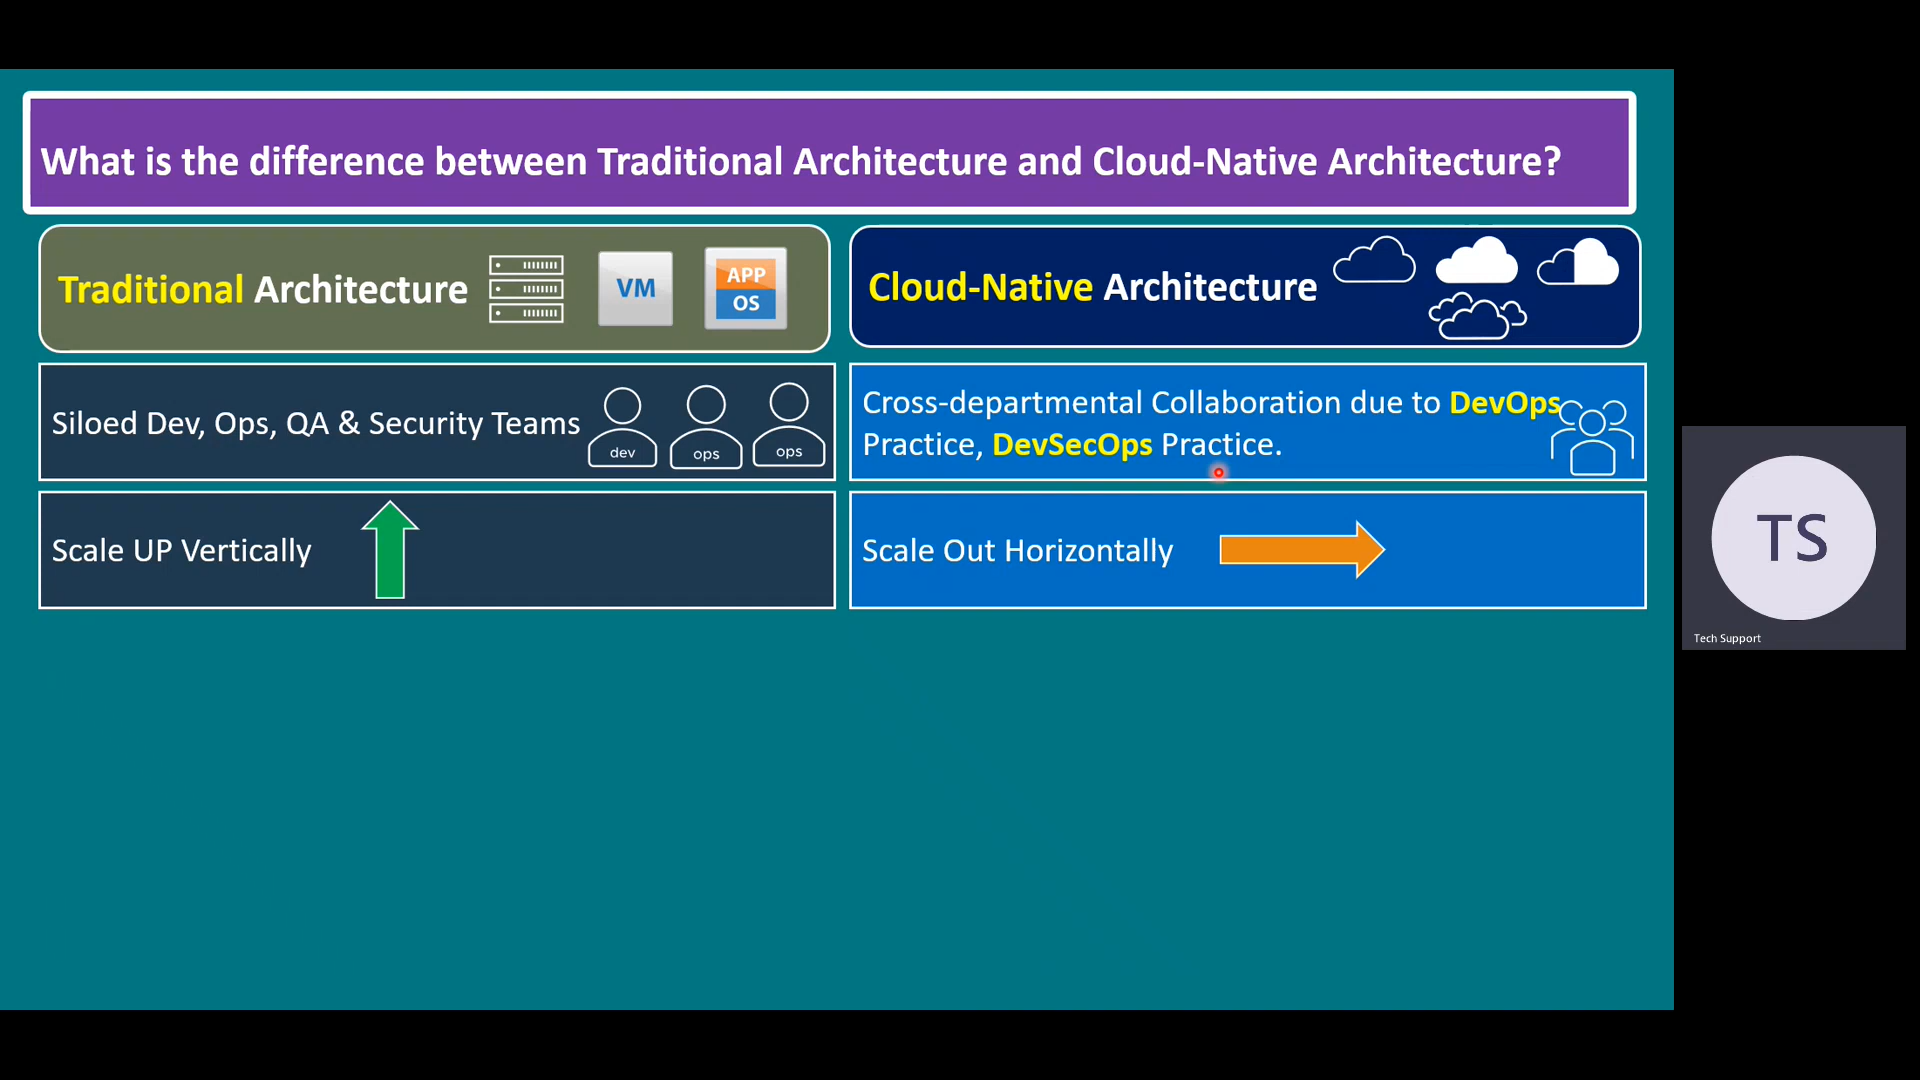 What is the difference between Traditional Architecture and Cloud-Native Architecture?
Traditional Architecture
VM
APP
OS
Cloud-Native Architecture
Siloed Dev, Ops, QA & Security Teams
dev
ops
ops
Cross-departmental Collaboration due to DevOps
Practice, DevSecOps Practice.
Scale UP Vertically
Scale Out Horizontally
TS
Tech Support